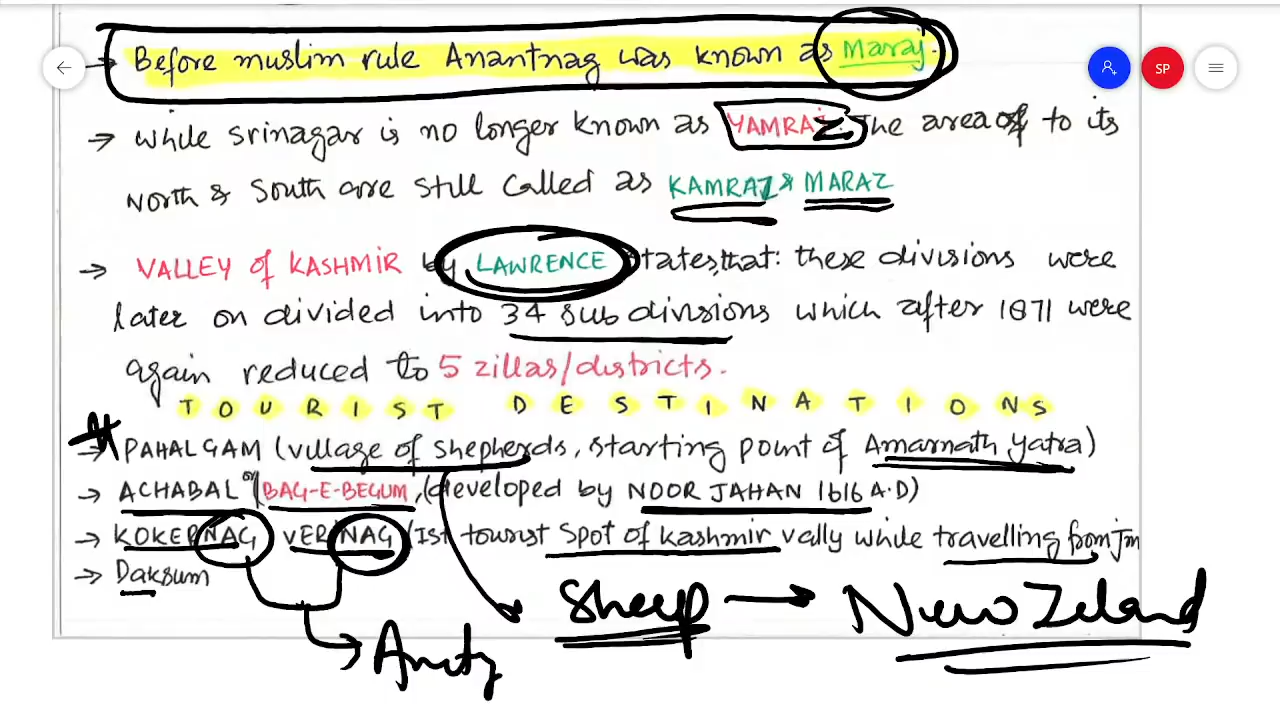 → Before muslim rule Anantnag was known as Maraj.
SP
→ While Srinagar is no longer known as YAMRAZ. The area of to its
North & South are still called as KAMRAZ & MARAZ
→ VALLEY of KASHMIR by LAWRENCE states, that: these divisions were
later on divided into 34 sub divisions which after 1871 were
again reduced to 5 zillas/districts.
TOURIST DESTINATIONS
→ PAHALGAM (village of shepherds, starting point of Amarnath yatra)
→ ACHABAL or (BAG-E-BEGUM, (developed by NOOR JAHAN 1616 A.D)
→ KOKERNAG VERINAG (Ist tourist spot of kashmir vally while travelling from Jm
→ Daksum
Sheep → New Zeland